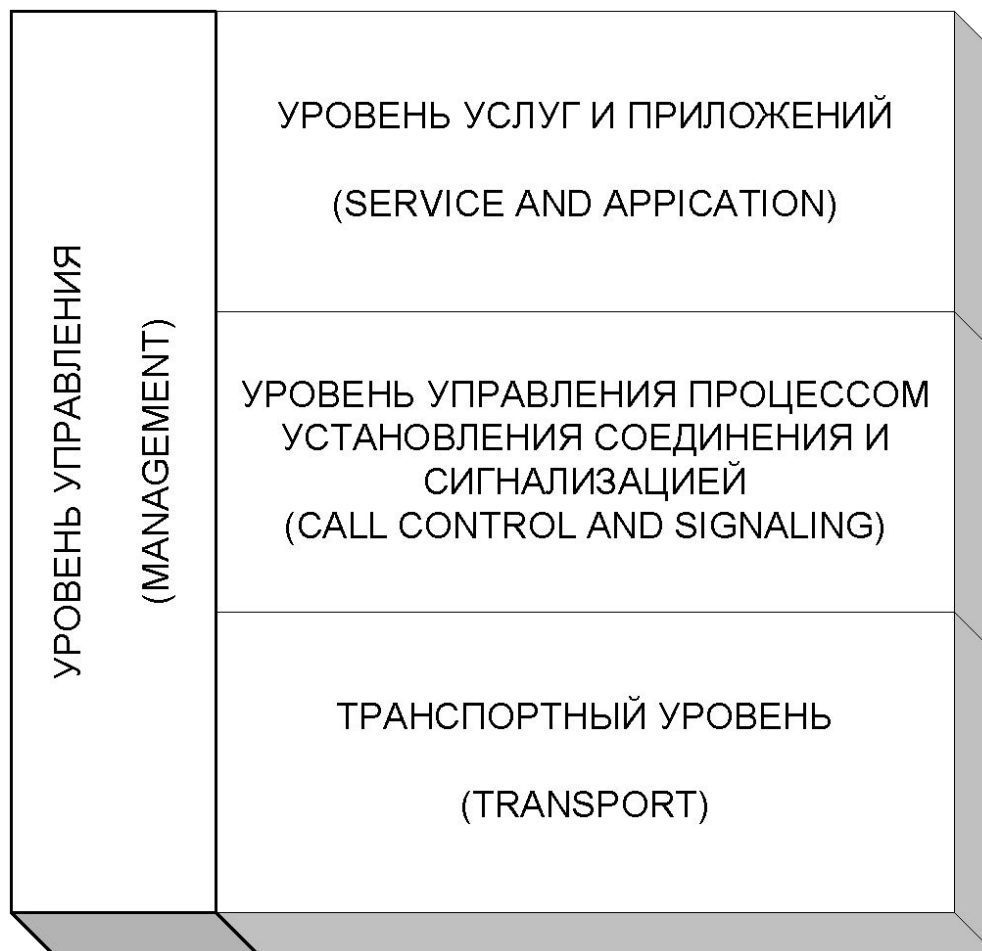 УРОВЕНЬ УПРАВЛЕНИЯ
(MANAGEMENT)
УРОВЕНЬ УСЛУГ И ПРИЛОЖЕНИЙ
(SERVICE AND APPICATION)
УРОВЕНЬ УПРАВЛЕНИЯ ПРОЦЕССОМ
УСТАНОВЛЕНИЯ СОЕДИНЕНИЯ И
СИГНАЛИЗАЦИЕЙ
(CALL CONTROL AND SIGNALING)
ТРАНСПОРТНЫЙ УРОВЕНЬ
(TRANSPORT)